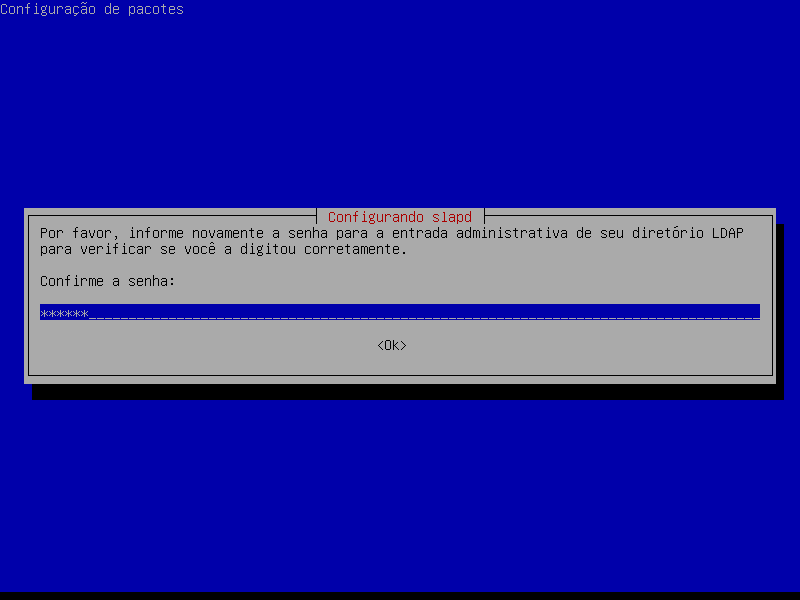 Configuração de pacotes
Configurando slapd
Por favor, informe novamente a senha para a entrada administrativa de seu diretório LDAP
para verificar se você a digitou corretamente.
Confirme a senha:
******
<Ok>